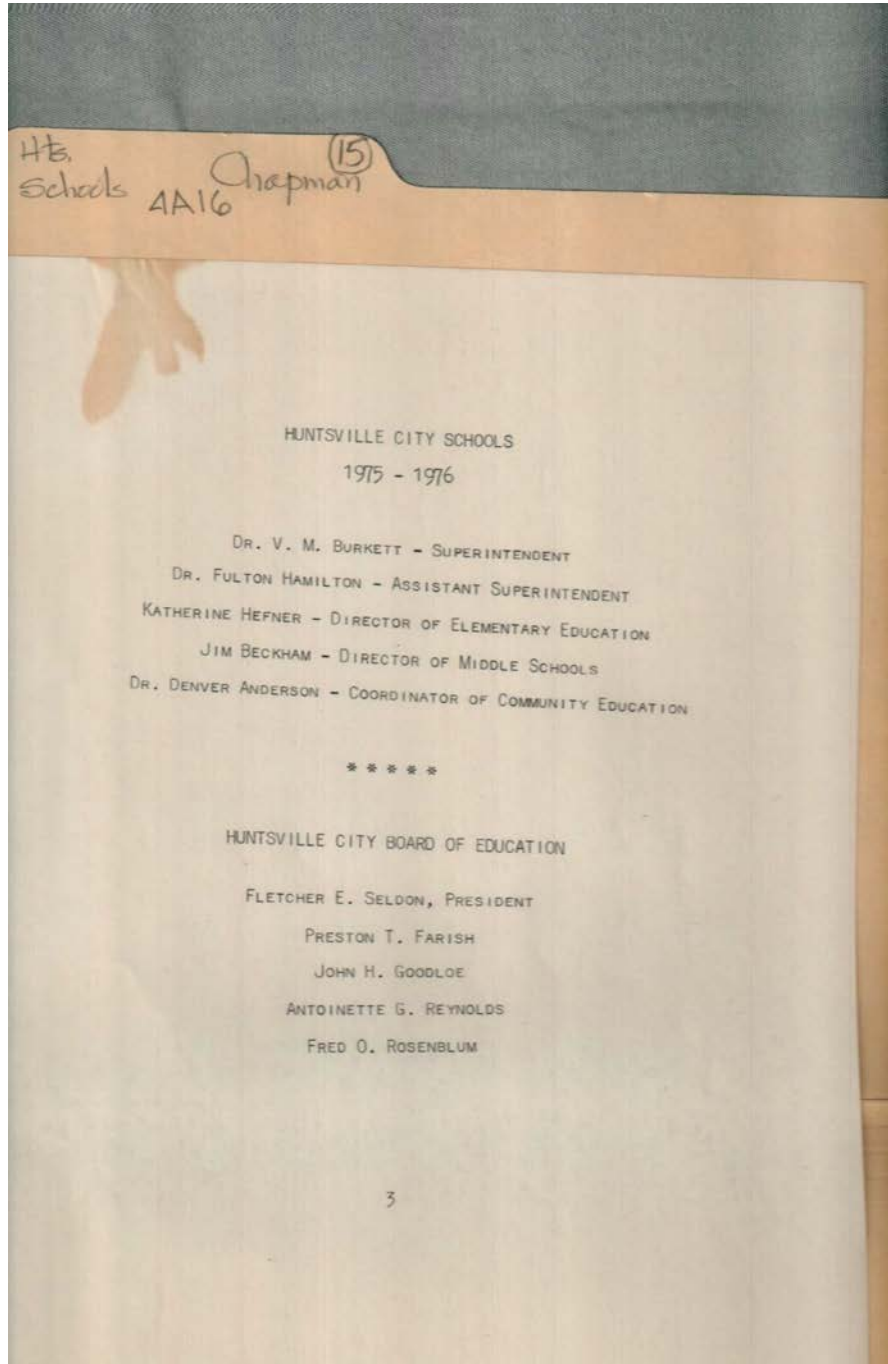 Hts.
Schools 4A16 Chapman 15
HUNTSVILLE CITY SCHOOLS
1975 - 1976
DR. V. M. BURKETT - SUPERINTENDENT
DR. FULTON HAMILTON - ASSISTANT SUPERINTENDENT
KATHERINE HEFNER - DIRECTOR OF ELEMENTARY EDUCATION
JIM BECKHAM - DIRECTOR OF MIDDLE SCHOOLS
DR. DENVER ANDERSON - COORDINATOR OF COMMUNITY EDUCATION
* * * * *
HUNTSVILLE CITY BOARD OF EDUCATION
FLETCHER E. SELDON, PRESIDENT
PRESTON T. FARISH
JOHN H. GOODLOE
ANTOINETTE G. REYNOLDS
FRED O. ROSENBLUM
3